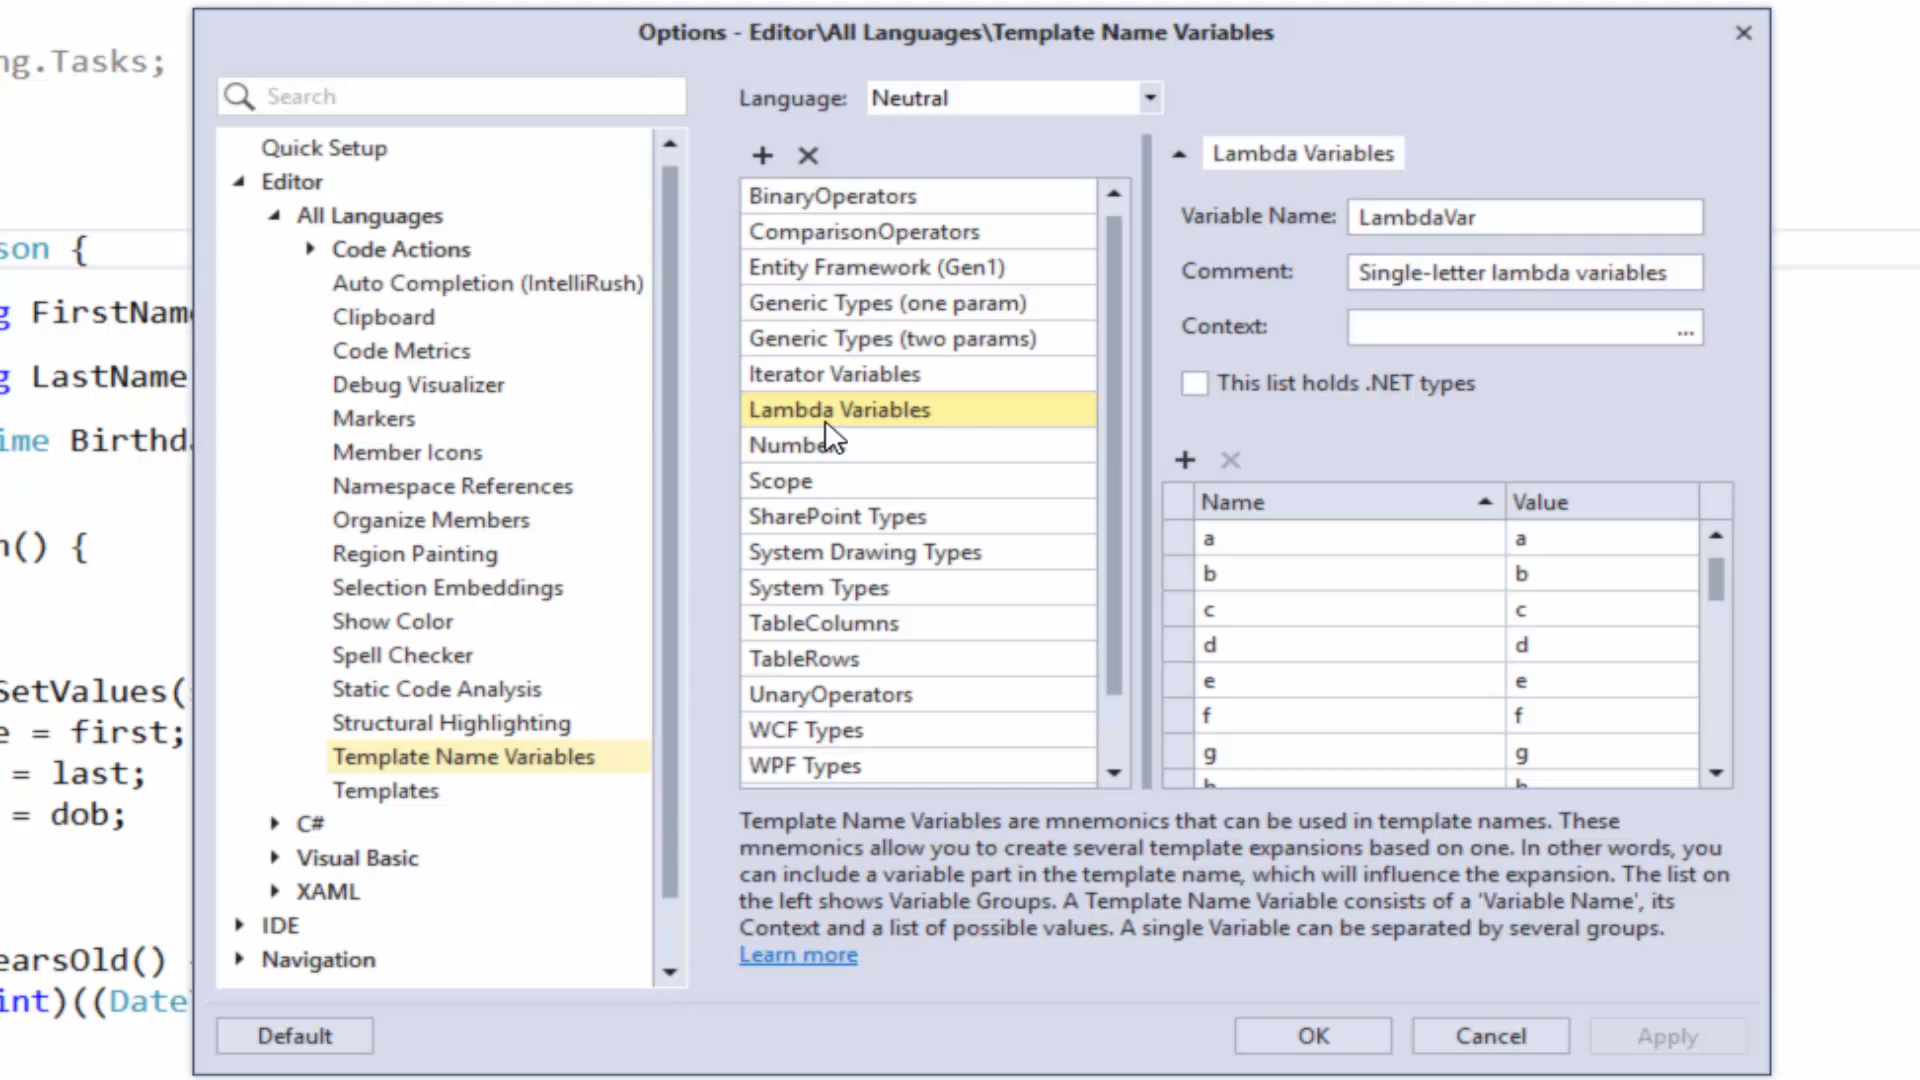 Options - Editor\All Languages\Template Name Variables
ng.Tasks;
son {
g FirstName
g LastName
ime Birthda
n() {
SetValues(
e = first;
= last;
= dob;
earsOld()
int)((Date
Search
Quick Setup
Editor
All Languages
Code Actions
Auto Completion (IntelliRush)
Clipboard
Code Metrics
Debug Visualizer
Markers
Member Icons
Namespace References
Organize Members
Region Painting
Selection Embeddings
Show Color
Spell Checker
Static Code Analysis
Structural Highlighting
Template Name Variables
Templates
C#
Visual Basic
XAML
IDE
Navigation
Language: Neutral
BinaryOperators
ComparisonOperators
Entity Framework (Gen1)
Generic Types (one param)
Generic Types (two params)
Iterator Variables
Lambda Variables
Scope
SharePoint Types
System Drawing Types
System Types
TableColumns
TableRows
UnaryOperators
WCF Types
WPF Types
Lambda Variables
Variable Name: LambdaVar
Comment: Single-letter lambda variables
Context: ...
This list holds .NET types
Name Value
a a
b b
c c
d d
e e
f f
g g
Template Name Variables are mnemonics that can be used in template names. These
mnemonics allow you to create several template expansions based on one. In other words, you
can include a variable part in the template name, which will influence the expansion. The list on
the left shows Variable Groups. A Template Name Variable consists of a 'Variable Name', its
Context and a list of possible values. A single Variable can be separated by several groups.
Learn more
Default
OK
Cancel
Apply